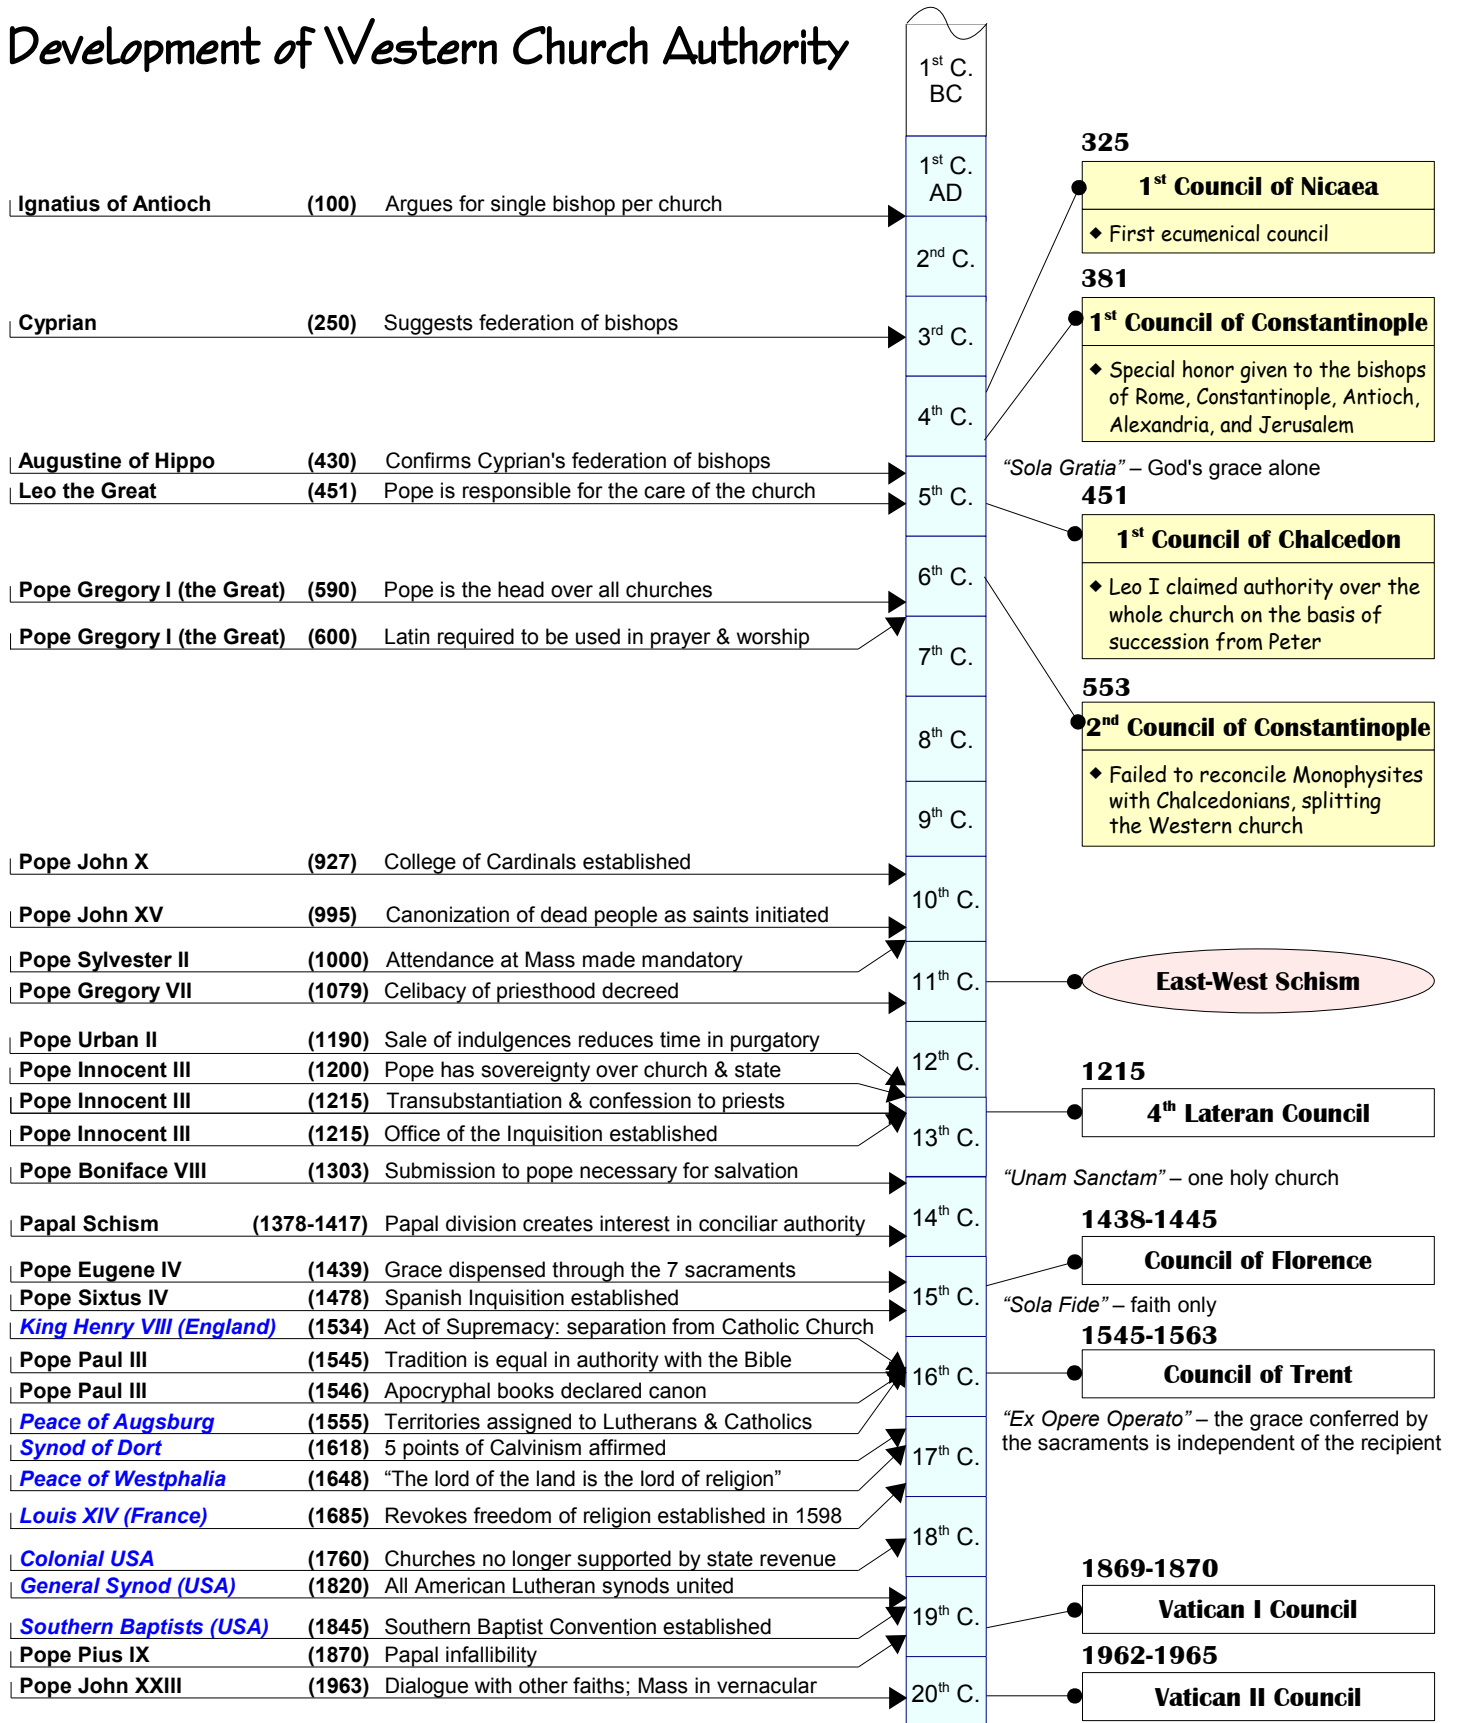 Development of Western Church Authority
1st C.
BC
1st C.
AD
2nd C.
3rd C.
4th C.
5th C.
6th C.
7th C.
8th C.
9th C.
10th C.
11th C.
12th C.
13th C.
14th C.
15th C.
16th C.
17th C.
18th C.
19th C.
20th C.
Ignatius of Antioch (100) Argues for single bishop per church
Cyprian (250) Suggests federation of bishops
Augustine of Hippo (430) Confirms Cyprian's federation of bishops
Leo the Great (451) Pope is responsible for the care of the church
Pope Gregory I (the Great) (590) Pope is the head over all churches
Pope Gregory I (the Great) (600) Latin required to be used in prayer & worship
Pope John X (927) College of Cardinals established
Pope John XV (995) Canonization of dead people as saints initiated
Pope Sylvester II (1000) Attendance at Mass made mandatory
Pope Gregory VII (1079) Celibacy of priesthood decreed
Pope Urban II (1190) Sale of indulgences reduces time in purgatory
Pope Innocent III (1200) Pope has sovereignty over church & state
Pope Innocent III (1215) Transubstantiation & confession to priests
Pope Innocent III (1215) Office of the Inquisition established
Pope Boniface VIII (1303) Submission to pope necessary for salvation
Papal Schism (1378-1417) Papal division creates interest in conciliar authority
Pope Eugene IV (1439) Grace dispensed through the 7 sacraments
Pope Sixtus IV (1478) Spanish Inquisition established
King Henry VIII (England) (1534) Act of Supremacy: separation from Catholic Church
Pope Paul III (1545) Tradition is equal in authority with the Bible
Pope Paul III (1546) Apocryphal books declared canon
Peace of Augsburg (1555) Territories assigned to Lutherans & Catholics
Synod of Dort (1618) 5 points of Calvinism affirmed
Peace of Westphalia (1648) “The lord of the land is the lord of religion”
Louis XIV (France) (1685) Revokes freedom of religion established in 1598
Colonial USA (1760) Churches no longer supported by state revenue
General Synod (USA) (1820) All American Lutheran synods united
Southern Baptists (USA) (1845) Southern Baptist Convention established
Pope Pius IX (1870) Papal infallibility
Pope John XXIII (1963) Dialogue with other faiths; Mass in vernacular
325
1st Council of Nicaea
◆ First ecumenical council
381
1st Council of Constantinople
◆ Special honor given to the bishops
of Rome, Constantinople, Antioch,
Alexandria, and Jerusalem
“Sola Gratia” – God's grace alone
451
1st Council of Chalcedon
◆ Leo I claimed authority over the
whole church on the basis of
succession from Peter
553
2nd Council of Constantinople
◆ Failed to reconcile Monophysites
with Chalcedonians, splitting
the Western church
East-West Schism
1215
4th Lateran Council
“Unam Sanctam” – one holy church
1438-1445
Council of Florence
“Sola Fide” – faith only
1545-1563
Council of Trent
“Ex Opere Operato” – the grace conferred by
the sacraments is independent of the recipient
1869-1870
Vatican I Council
1962-1965
Vatican II Council